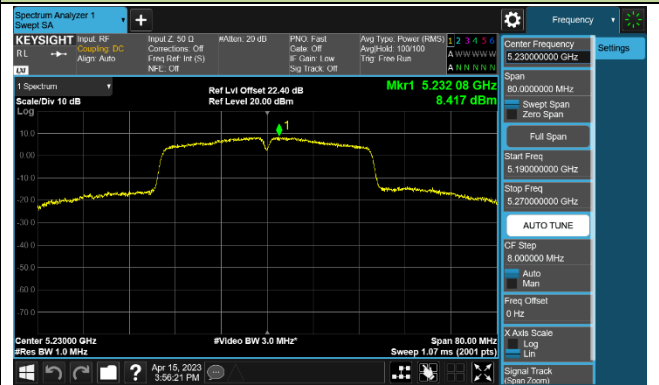 Spectrum Analyzer 1
Swept SA
Frequency
KEYSIGHT
RL
LXI
Input: RF
Coupling: DC
Align: Auto
Input Z: 50 Ω
Corrections: Off
Freq Ref: Int (S)
NFE: Off
#Atten: 20 dB
PNO: Fast
Gate: Off
IF Gain: Low
Sig Track: Off
Avg Type: Power (RMS)
Avg|Hold: 100/100
Trig: Free Run
1 2 3 4 5 6
A W W W W W
A N N N N N
1 Spectrum
Scale/Div 10 dB
Log
Ref Lvl Offset 22.40 dB
Ref Level 20.00 dBm
Mkr1 5.232 08 GHz
8.417 dBm
1
10.0
0.00
-10.0
-20.0
-30.0
-40.0
-50.0
-60.0
-70.0
Center 5.23000 GHz
#Res BW 1.0 MHz
#Video BW 3.0 MHz*
Span 80.00 MHz
Sweep 1.07 ms (2001 pts)
Apr 15, 2023
3:56:21 PM
Center Frequency
5.230000000 GHz
Settings
Span
80.0000000 MHz
Swept Span
Zero Span
Full Span
Start Freq
5.190000000 GHz
Stop Freq
5.270000000 GHz
AUTO TUNE
CF Step
8.000000 MHz
Auto
Man
Freq Offset
0 Hz
X Axis Scale
Log
Lin
Signal Track
(Span Zoom)